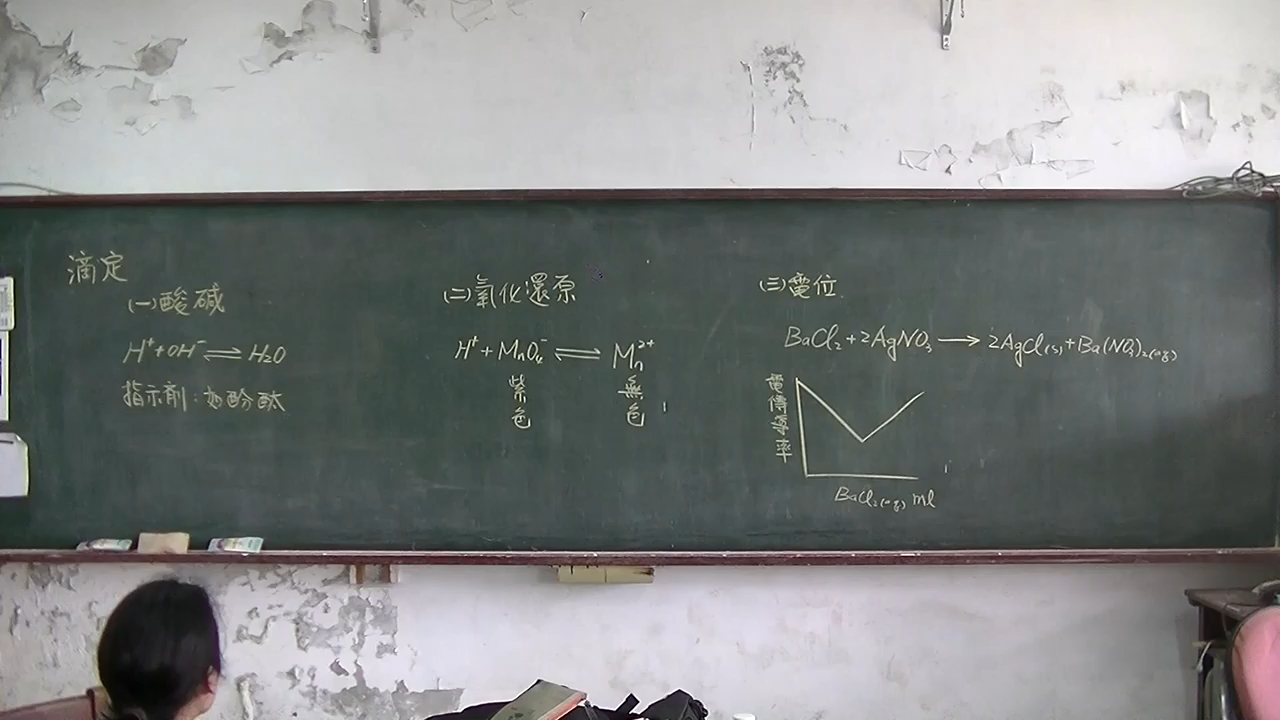 滴定
(一)酸碱
H⁺+OH⁻⇌H₂O
指示劑:如酚酞
(二)氧化還原
H⁺+MnO₄⁻⇌Mn²⁺
紫色
無色
(三)電位
BaCl₂+2AgNO₃→2AgCl(s)+Ba(NO₃)₂(aq)
電傳導率
BaCl₂(aq) ml